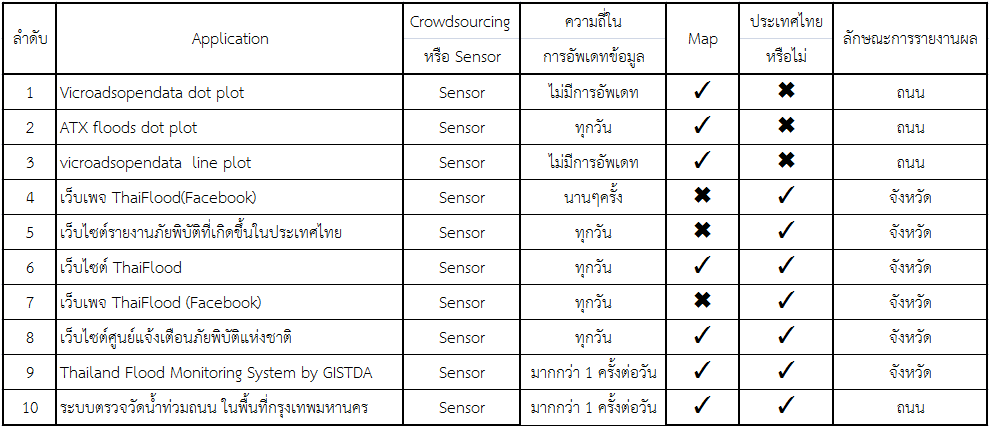 ลำดับ Application Crowdsourcing หรือ Sensor ความถี่ใน การอัพเดทข้อมูล Map ประเทศไทย หรือไม่ ลักษณะการรายงานผล
1 Vicroadsopendata dot plot Sensor ไม่มีการอัพเดท ✓ ✖ ถนน
2 ATX floods dot plot Sensor ทุกวัน ✓ ✖ ถนน
3 vicroadsopendata line plot Sensor ไม่มีการอัพเดท ✓ ✖ ถนน
4 เว็บเพจ ThaiFlood(Facebook) Sensor นานๆครั้ง ✖ ✓ จังหวัด
5 เว็บไซต์รายงานภัยพิบัติที่เกิดขึ้นในประเทศไทย Sensor ทุกวัน ✖ ✓ จังหวัด
6 เว็บไซต์ ThaiFlood Sensor ทุกวัน ✓ ✓ จังหวัด
7 เว็บเพจ ThaiFlood (Facebook) Sensor ทุกวัน ✖ ✓ จังหวัด
8 เว็บไซต์ศูนย์แจ้งเตือนภัยพิบัติแห่งชาติ Sensor ทุกวัน ✓ ✓ จังหวัด
9 Thailand Flood Monitoring System by GISTDA Sensor มากกว่า 1 ครั้งต่อวัน ✓ ✓ จังหวัด
10 ระบบตรวจวัดน้ำท่วมถนน ในพื้นที่กรุงเทพมหานคร Sensor มากกว่า 1 ครั้งต่อวัน ✓ ✓ ถนน